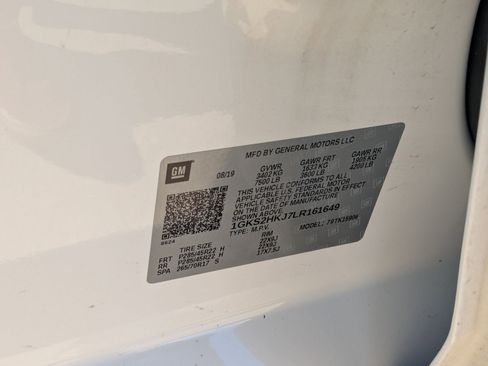 GM
MFD BY GENERAL MOTORS LLC
08/19 GVWR GAWR FRT GAWR RR
3402 KG 1633 KG 1905 KG
7500 LB 3600 LB 4200 LB
THIS VEHICLE CONFORMS TO ALL
APPLICABLE U.S. FEDERAL MOTOR
VEHICLE SAFETY STANDARDS IN EFFECT
ON THE DATE OF MANUFACTURE
SHOWN ABOVE.
1GKS2HKJ7LR161649
TYPE: M.P.V. MODEL:
TIRE SIZE RIM
FRT P285/45R22 H 22X9J
RR P285/45R22 H 22X9J
SPA 265/70R17 S 17X7.5J